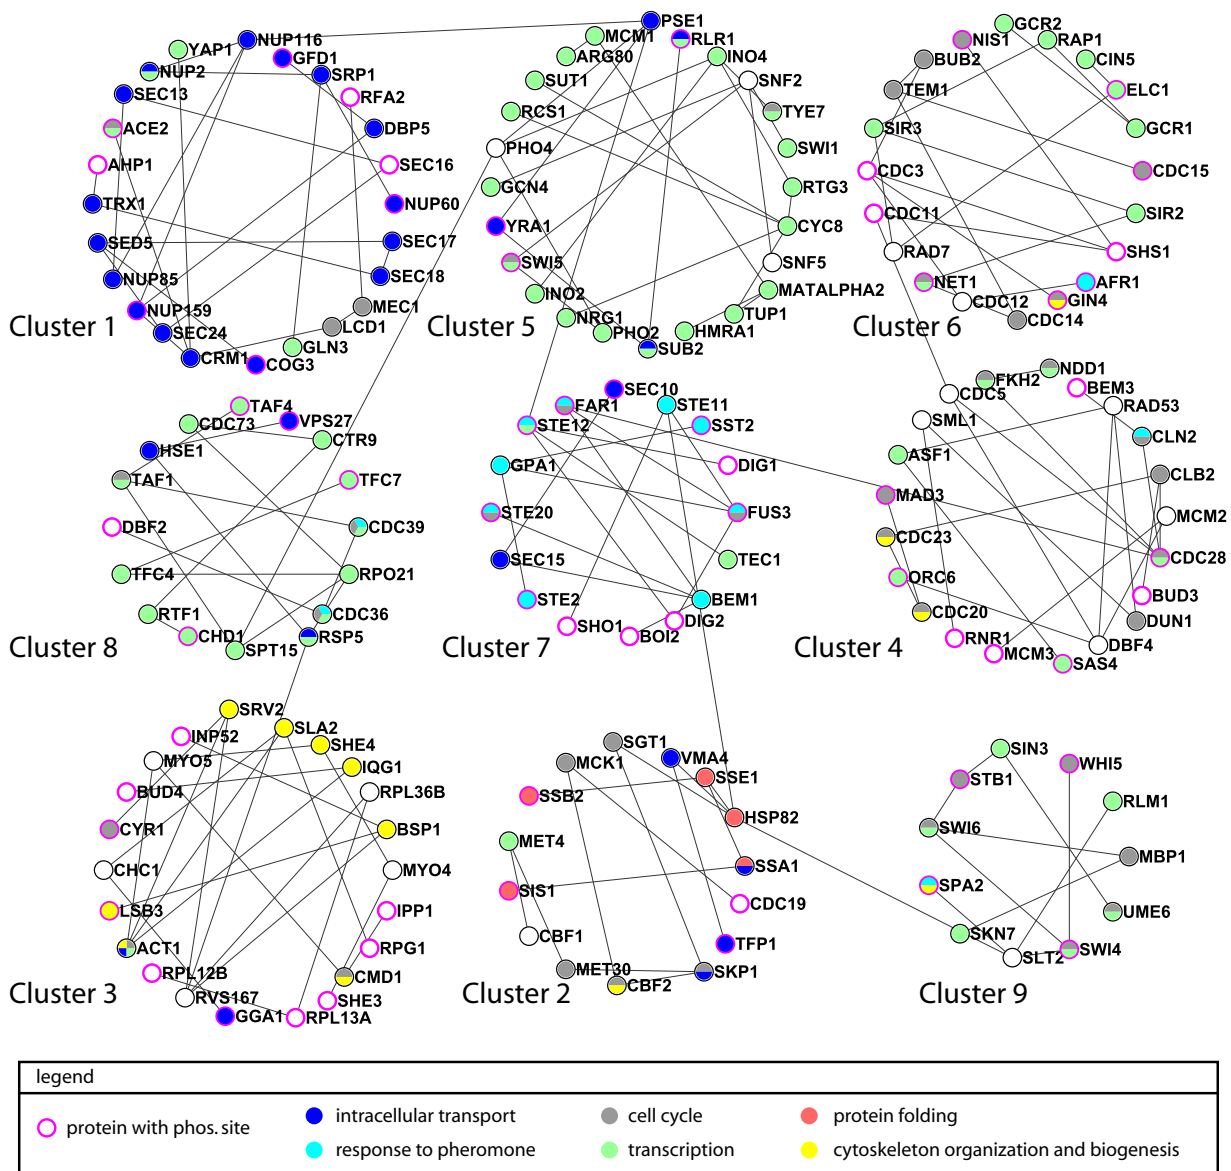 NUP116
YAP1
GFD1
NUP2
SRP1
SEC13
RFA2
ACE2
DBP5
AHP1
SEC16
TRX1
NUP60
SED5
SEC17
NUP85
SEC18
NUP159
MEC1
SEC24
LCD1
CRM1
GLN3
COG3
Cluster 1
PSE1
MCM1
RLR1
ARG80
INO4
SUT1
SNF2
RCS1
TYE7
PHO4
SWI1
GCN4
RTG3
YRA1
CYC8
SWI5
SNF5
INO2
MATALPHA2
NRG1
TUP1
PHO2
HMRA1
SUB2
Cluster 5
GCR2
NIS1
RAP1
BUB2
CIN5
TEM1
ELC1
SIR3
GCR1
CDC3
CDC15
CDC11
SIR2
RAD7
SHS1
NET1
AFR1
CDC12
GIN4
CDC14
Cluster 6
TAF4
CDC73
VPS27
HSE1
CTR9
TAF1
TFC7
DBF2
CDC39
TFC4
RPO21
RTF1
CDC36
CHD1
RSP5
SPT15
Cluster 8
SEC10
FAR1
STE11
STE12
SST2
GPA1
DIG1
STE20
FUS3
SEC15
TEC1
STE2
BEM1
SHO1
DIG2
BOI2
Cluster 7
NDD1
FKH2
BEM3
CDC5
RAD53
SML1
CLN2
ASF1
CLB2
MAD3
MCM2
CDC23
CDC28
ORC6
BUD3
CDC20
DUN1
RNR1
DBF4
MCM3
SAS4
Cluster 4
SRV2
SLA2
INP52
SHE4
MYO5
IQG1
BUD4
RPL36B
CYR1
BSP1
CHC1
MYO4
LSB3
IPP1
ACT1
RPG1
RPL12B
CMD1
RVS167
SHE3
GGA1
RPL13A
Cluster 3
SGT1
VMA4
MCK1
SSE1
SSB2
HSP82
MET4
SSA1
SIS1
CDC19
CBF1
TFP1
MET30
SKP1
CBF2
Cluster 2
SIN3
WHI5
STB1
RLM1
SWI6
MBP1
SPA2
UME6
SKN7
SWI4
SLT2
Cluster 9
legend
protein with phos. site
intracellular transport
cell cycle
protein folding
response to pheromone
transcription
cytoskeleton organization and biogenesis